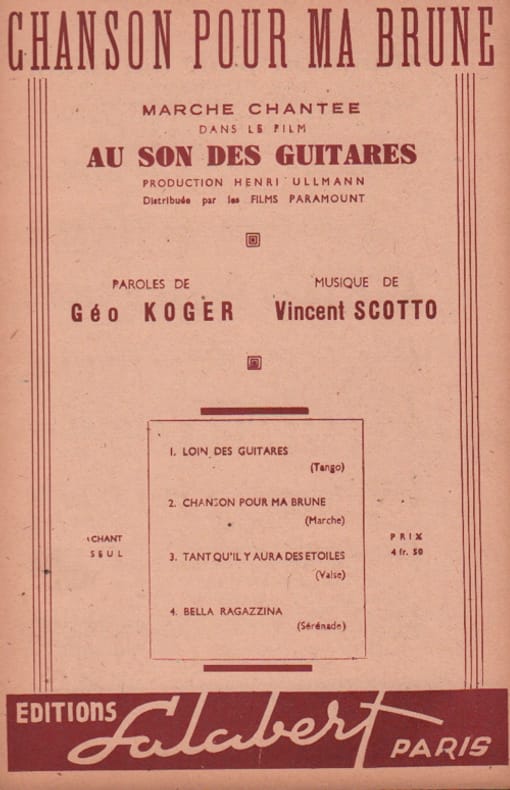 CHANSON POUR MA BRUNE
MARCHE CHANTEE
DANS LE FILM
AU SON DES GUITARES
PRODUCTION HENRI ULLMANN
Distribuée par les FILMS PARAMOUNT
PAROLES DE
Géo KOGER
MUSIQUE DE
Vincent SCOTTO
1. LOIN DES GUITARES
(Tango)
2. CHANSON POUR MA BRUNE
(Marche)
3. TANT QU'IL Y AURA DES ETOILES
(Valse)
4. BELLA RAGAZZINA
(Sérénade)
CHANT
SEUL
PRIX
4 fr. 50
EDITIONS
Salabert
PARIS